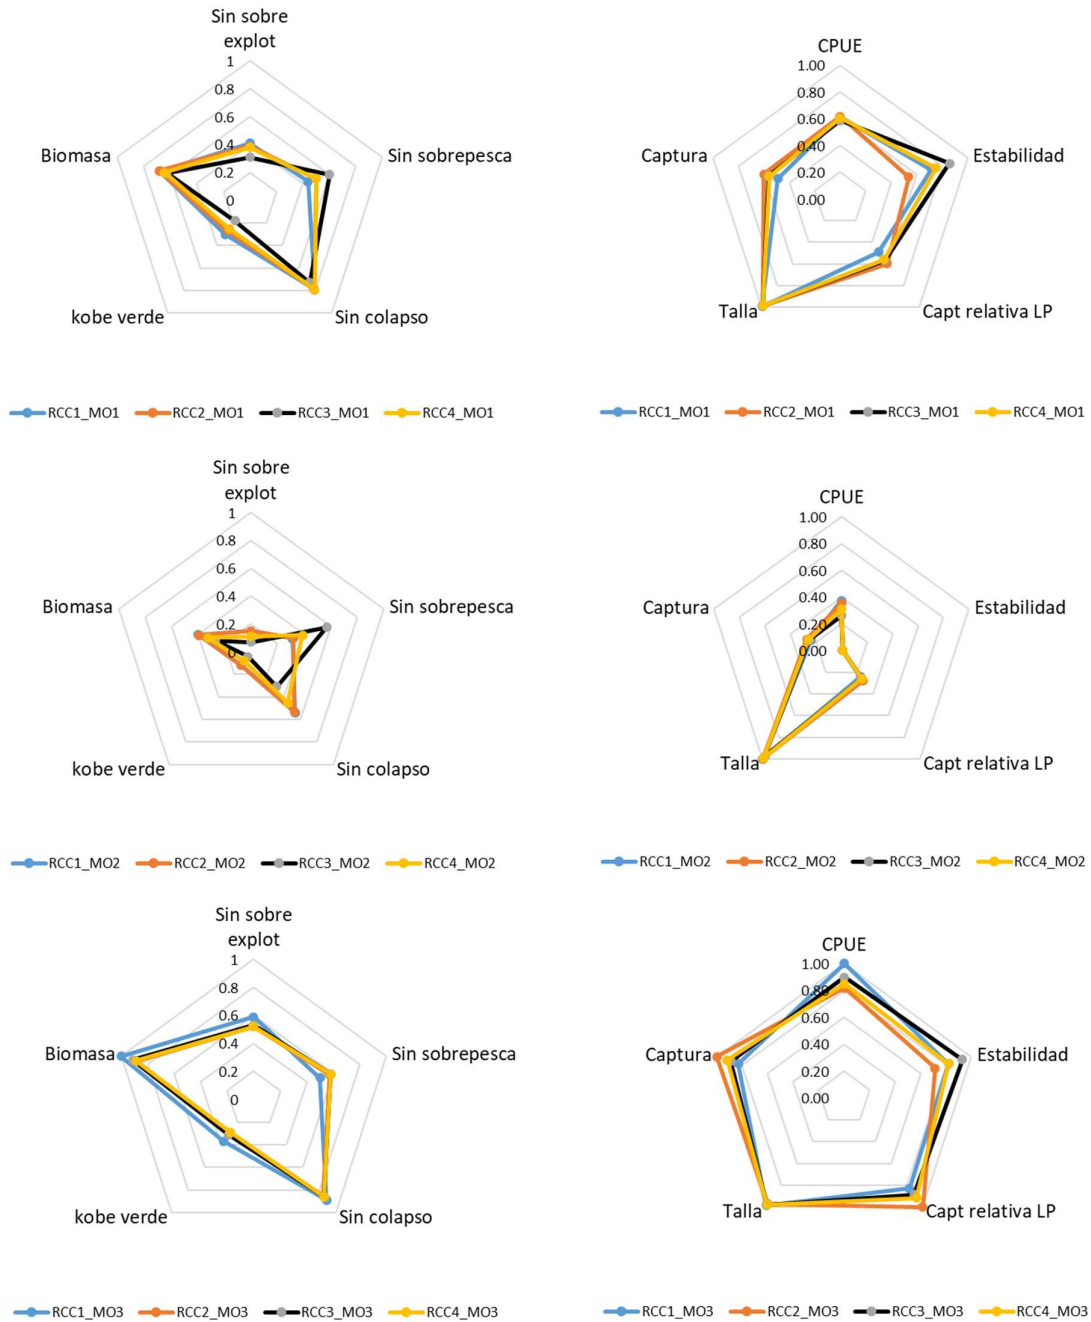 Sin sobre
explot
1
0.8
0.6
0.4
0.2
0
Sin sobrepesca
Sin colapso
kobe verde
Biomasa
RCC1_MO1 RCC2_MO1 RCC3_MO1 RCC4_MO1
CPUE
1.00
0.80
0.60
0.40
0.20
0.00
Estabilidad
Capt relativa LP
Talla
Captura
RCC1_MO1 RCC2_MO1 RCC3_MO1 RCC4_MO1
Sin sobre
explot
1
0.8
0.6
0.4
0.2
0
Sin sobrepesca
Sin colapso
kobe verde
Biomasa
RCC1_MO2 RCC2_MO2 RCC3_MO2 RCC4_MO2
CPUE
1.00
0.80
0.60
0.40
0.20
0.00
Estabilidad
Capt relativa LP
Talla
Captura
RCC1_MO2 RCC2_MO2 RCC3_MO2 RCC4_MO2
Sin sobre
explot
1
0.8
0.6
0.4
0.2
0
Sin sobrepesca
Sin colapso
kobe verde
Biomasa
RCC1_MO3 RCC2_MO3 RCC3_MO3 RCC4_MO3
CPUE
1.00
0.80
0.60
0.40
0.20
0.00
Estabilidad
Capt relativa LP
Talla
Captura
RCC1_MO3 RCC2_MO3 RCC3_MO3 RCC4_MO3